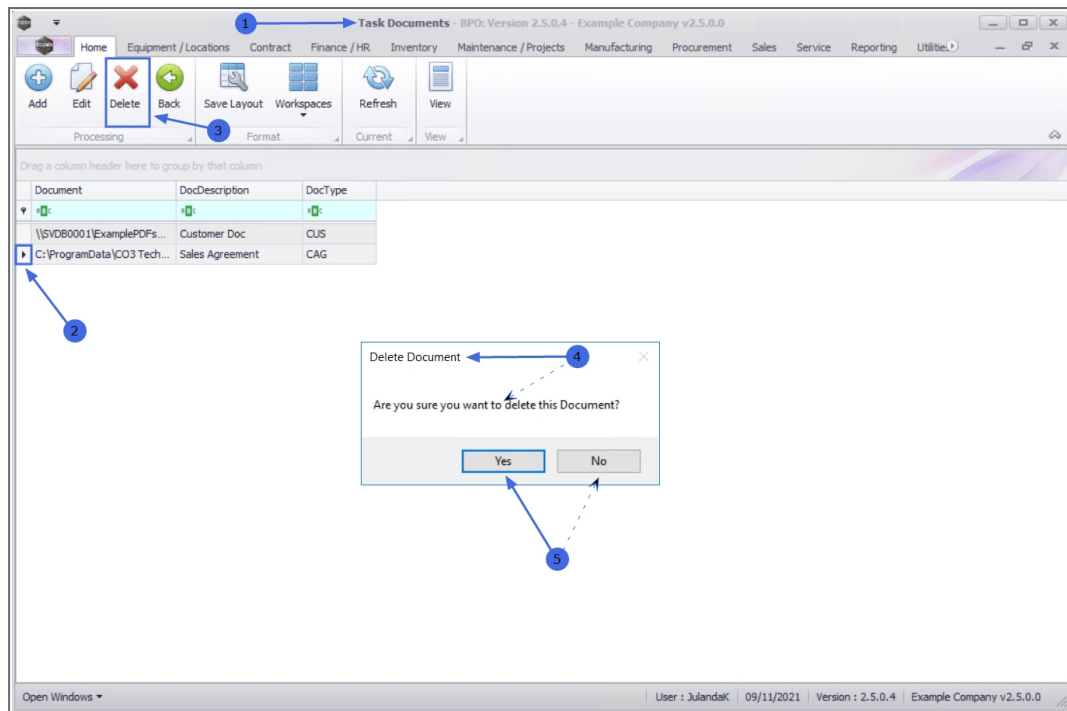 1
Task Documents - BPO: Version 2.5.0.4 - Example Company v2.5.0.0
Home Equipment / Locations Contract Finance / HR Inventory Maintenance / Projects Manufacturing Procurement Sales Service Reporting Utilitie
Add Edit Delete Back Save Layout Workspaces Refresh View
3
Processing Format Current View
Drag a column header here to group by that column
Document DocDescription DocType
\\SVDB0001\ExamplePDFs... Customer Doc CUS
C:\ProgramData\CO3 Tech... Sales Agreement CAG
2
Delete Document 4
Are you sure you want to delete this Document?
Yes No
5
Open Windows User : JulandaK 09/11/2021 Version : 2.5.0.4 Example Company v2.5.0.0